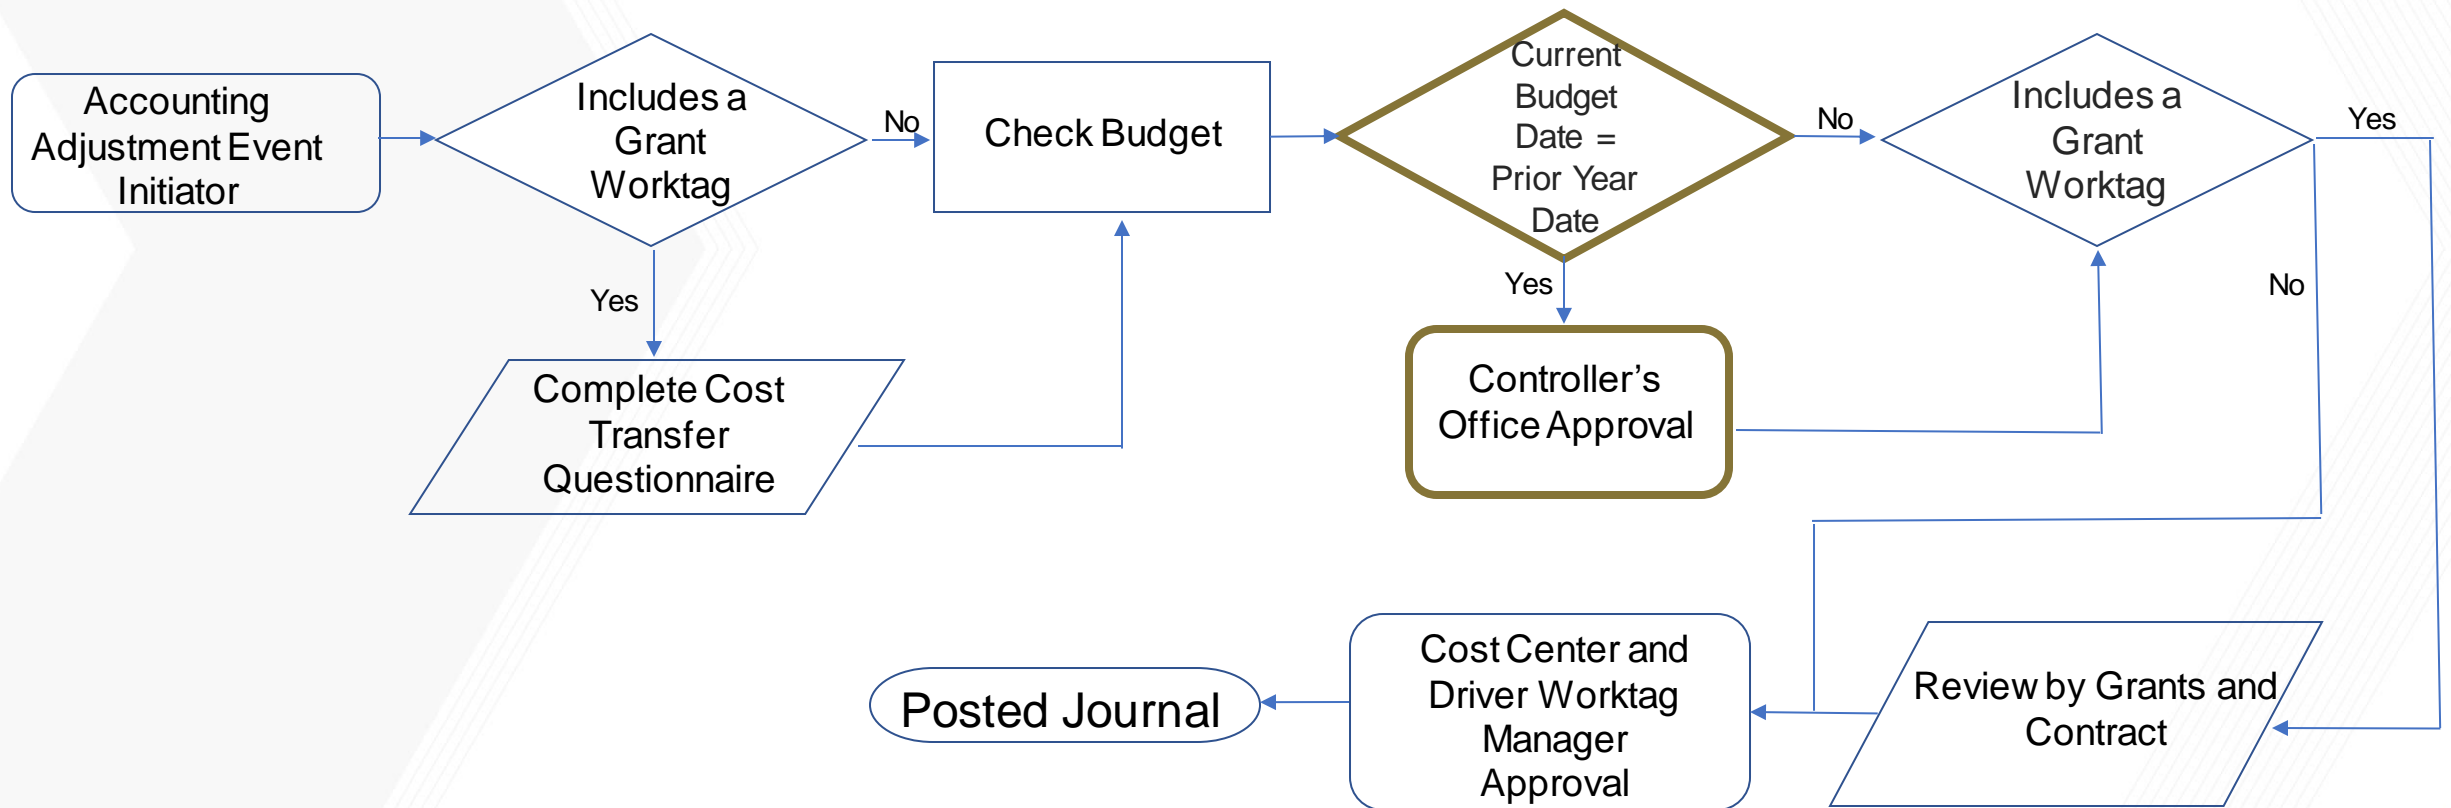 Accounting
Adjustment Event
Initiator
Includes a
Grant
Worktag
No
Yes
Complete Cost
Transfer
Questionnaire
Check Budget
Current
Budget
Date =
Prior Year
Date
No
Yes
Controller’s
Office Approval
Includes a
Grant
Worktag
Yes
No
Review by Grants and
Contract
Cost Center and
Driver Worktag
Manager
Approval
Posted Journal